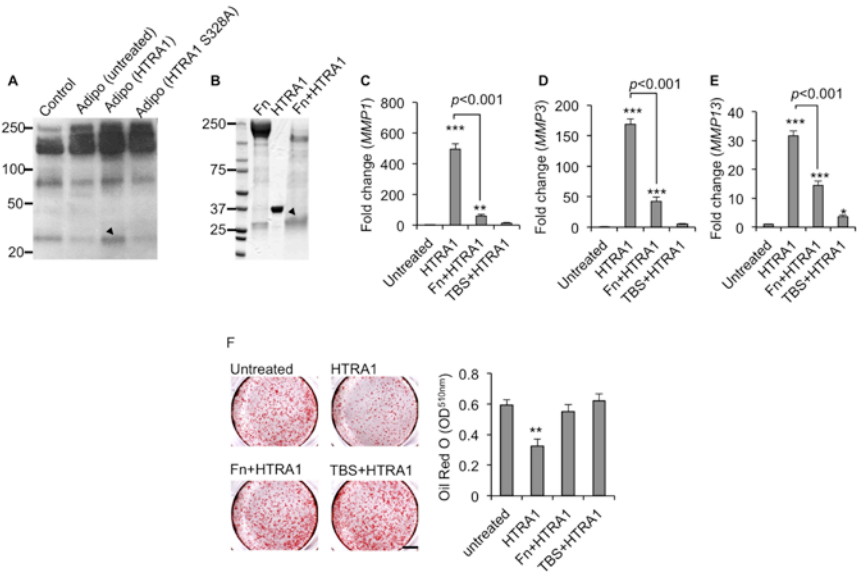 A
Control
Adipo (untreated)
Adipo (HTRA1)
Adipo (HTRA1 S328A)
250
100
50
20
B
Fn
HTRA1
Fn+HTRA1
250
75
37
25
C
p<0.001
Fold change (MMP1)
800
600
400
200
0
***
**
Untreated
HTRA1
Fn+HTRA1
TBS+HTRA1
D
p<0.001
Fold change (MMP3)
200
150
100
50
0
***
***
Untreated
HTRA1
Fn+HTRA1
TBS+HTRA1
E
p<0.001
Fold change (MMP13)
40
30
20
10
0
***
***
*
Untreated
HTRA1
Fn+HTRA1
TBS+HTRA1
F
Untreated
HTRA1
Fn+HTRA1
TBS+HTRA1
Oil Red O (OD510nm)
0.8
0.6
0.4
0.2
0
**
untreated
HTRA1
Fn+HTRA1
TBS+HTRA1